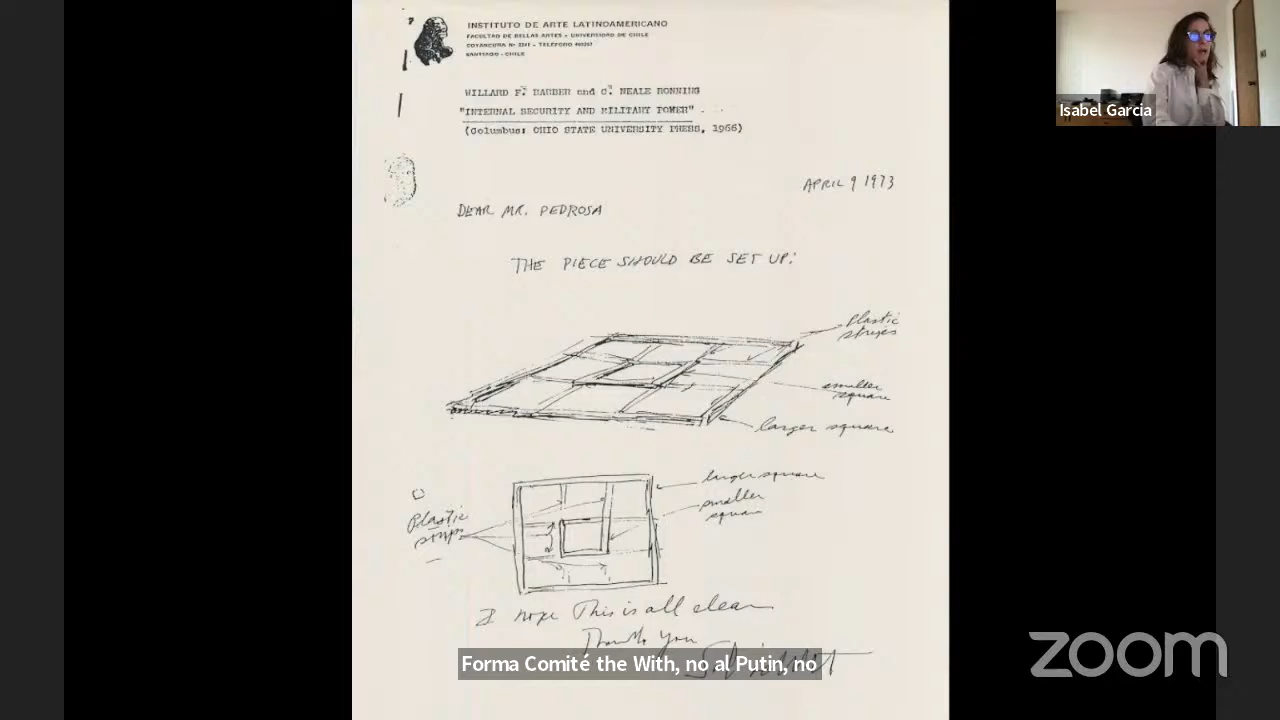 INSTITUTO DE ARTE LATINOAMERICANO
FACULTAD DE BELLAS ARTES - UNIVERSIDAD DE CHILE
SANTIAGO - CHILE
WILLARD F. BARBER and C. NEALE RONNING
"INTERNAL SECURITY AND MILITARY POWER"
(Columbus: OHIO STATE UNIVERSITY PRESS, 1966)
APRIL 9 1973
DEAR MR. PEDROSA
THE PIECE SHOULD BE SET UP:
Plastic
strips
smaller
square
larger square
larger square
smaller
square
Plastic
strips
I hope This is all clear
Thank You
Forma Comité the With, no al Putin, no
Isabel Garcia
zoom